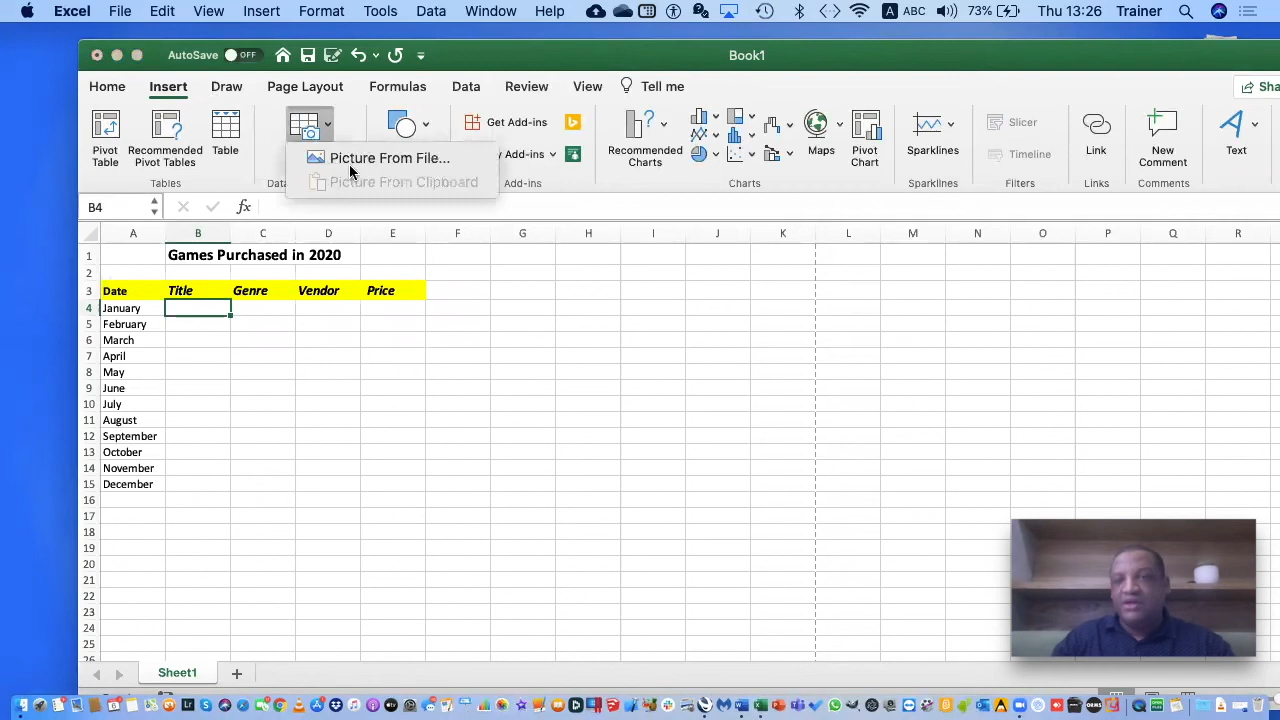 Excel File Edit View Insert Format Tools Data Window Help ABC 73% Thu 13:26 Trainer
AutoSave OFF Book1
Home Insert Draw Page Layout Formulas Data Review View Tell me Sha
Pivot Table
Recommended Pivot Tables
Table
Get Add-ins
Add-ins
Recommended Charts
Maps
Pivot Chart
Sparklines
Slicer
Timeline
Link
New Comment
Text
Picture From File...
Picture From Clipboard
Tables Add-ins Charts Sparklines Filters Links Comments
B4 fx
A B C D E F G H I J K L M N O P Q R
1 Games Purchased in 2020
2
3 Date Title Genre Vendor Price
4 January
5 February
6 March
7 April
8 May
9 June
10 July
11 August
12 September
13 October
14 November
15 December
16
17
18
19
20
21
22
23
24
25
26
Sheet1